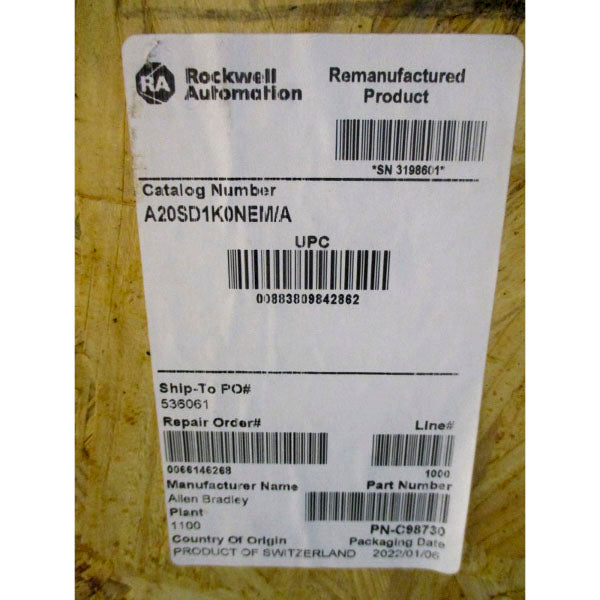 RA Rockwell Automation
Remanufactured Product
*SN 3198601*
Catalog Number
A20SD1K0NEM/A
UPC
00883809842862
Ship-To PO#
536061
Repair Order# Line#
0066146268 1000
Manufacturer Name Part Number
Allen Bradley
Plant
1100 PN-C98730
Country Of Origin Packaging Date
PRODUCT OF SWITZERLAND 2022/01/06